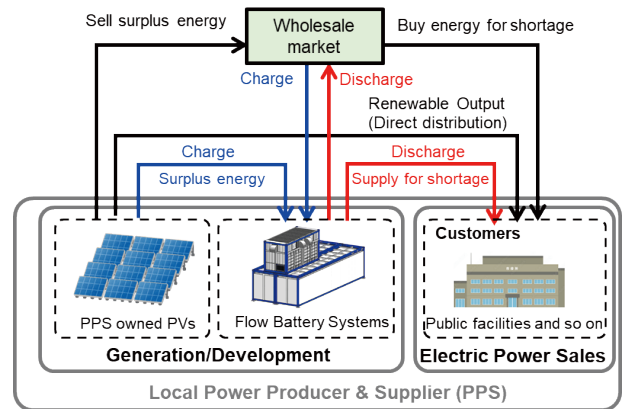 Sell surplus energy
Wholesale
market
Buy energy for shortage
Charge
Discharge
Renewable Output
(Direct distribution)
Charge
Surplus energy
Discharge
Supply for shortage
Customers
PPS owned PVs
Flow Battery Systems
Public facilities and so on
Generation/Development
Electric Power Sales
Local Power Producer & Supplier (PPS)